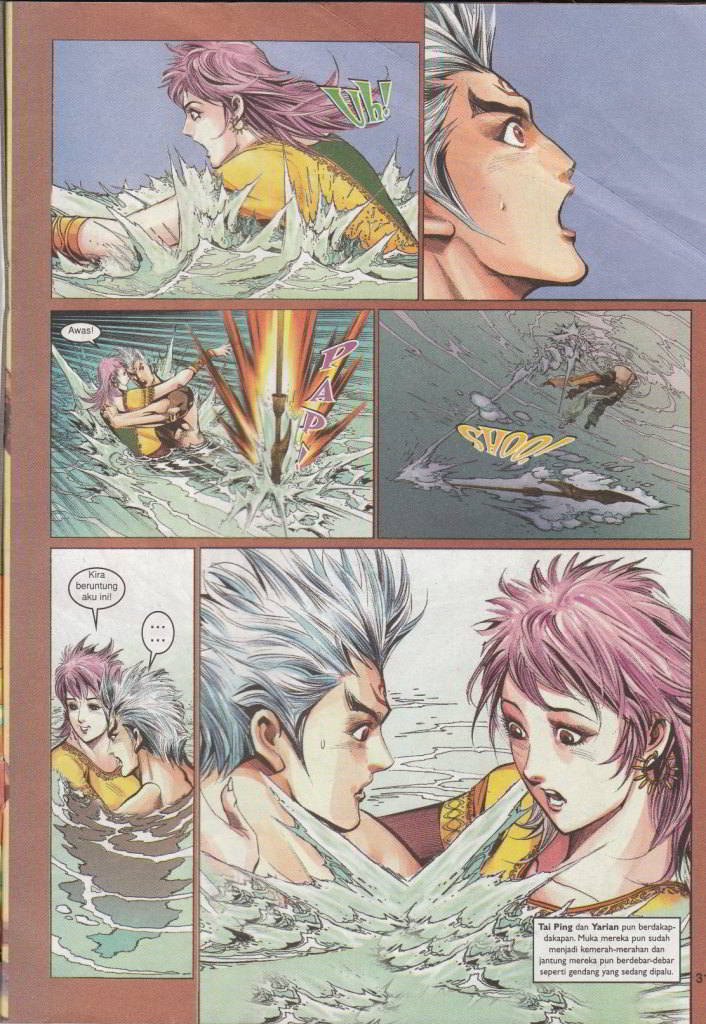 Uh!
Awas!
PAP!
SHOO!
Kira
beruntung
aku ini!
...
...
Tai Ping dan Yarian pun berdakap-
dakapan. Muka mereka pun sudah
menjadi kemerah-merahan dan
jantung mereka pun berdebar-debar
seperti gendang yang sedang dipalu.